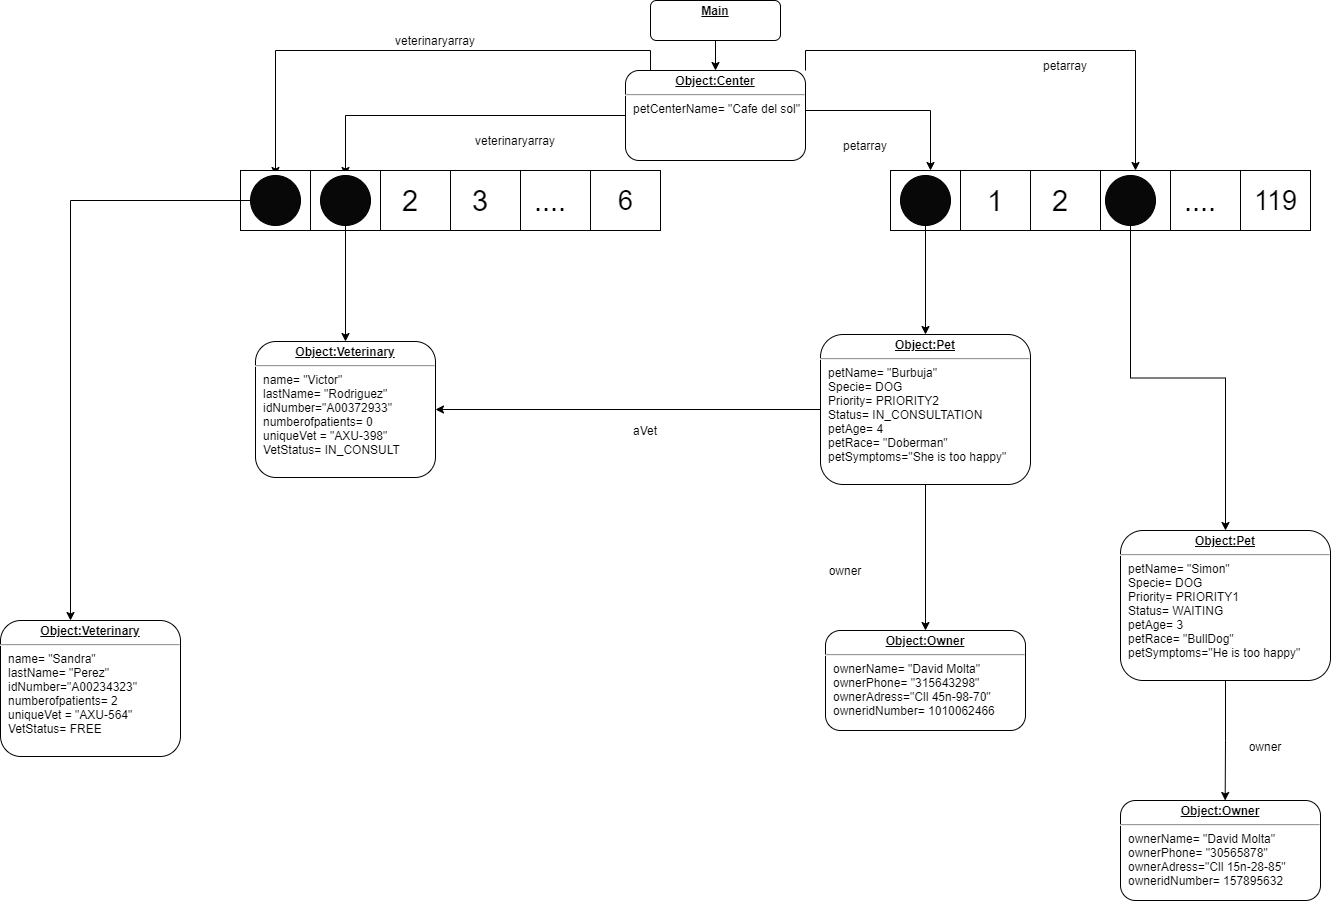 Main
veterinaryarray
petarray
Object:Center
petCenterName= "Cafe del sol"
veterinaryarray
petarray
2
3
....
6
1
2
....
119
Object:Veterinary
name= "Victor"
lastName= "Rodriguez"
idNumber="A00372933"
numberofpatients= 0
uniqueVet = "AXU-398"
VetStatus= IN_CONSULT
aVet
Object:Pet
petName= "Burbuja"
Specie= DOG
Priority= PRIORITY2
Status= IN_CONSULTATION
petAge= 4
petRace= "Doberman"
petSymptoms="She is too happy"
owner
Object:Pet
petName= "Simon"
Specie= DOG
Priority= PRIORITY1
Status= WAITING
petAge= 3
petRace= "BullDog"
petSymptoms="He is too happy"
Object:Veterinary
name= "Sandra"
lastName= "Perez"
idNumber="A00234323"
numberofpatients= 2
uniqueVet = "AXU-564"
VetStatus= FREE
Object:Owner
ownerName= "David Molta"
ownerPhone= "315643298"
ownerAdress="Cll 45n-98-70"
owneridNumber= 1010062466
owner
Object:Owner
ownerName= "David Molta"
ownerPhone= "30565878"
ownerAdress="Cll 15n-28-85"
owneridNumber= 157895632